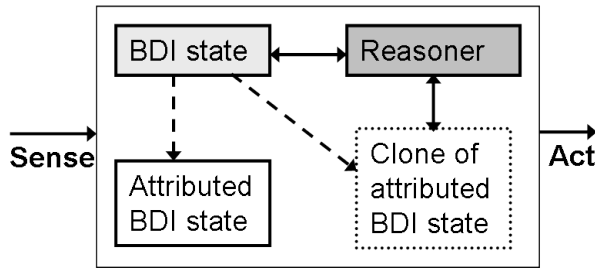 BDI state
Reasoner
Sense
Attributed
BDI state
Clone of
attributed
BDI state
Act